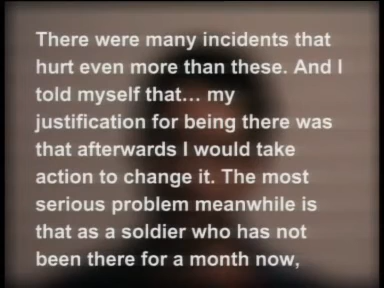 There were many incidents that
hurt even more than these. And I
told myself that... my
justification for being there was
that afterwards I would take
action to change it. The most
serious problem meanwhile is
that as a soldier who has not
been there for a month now,